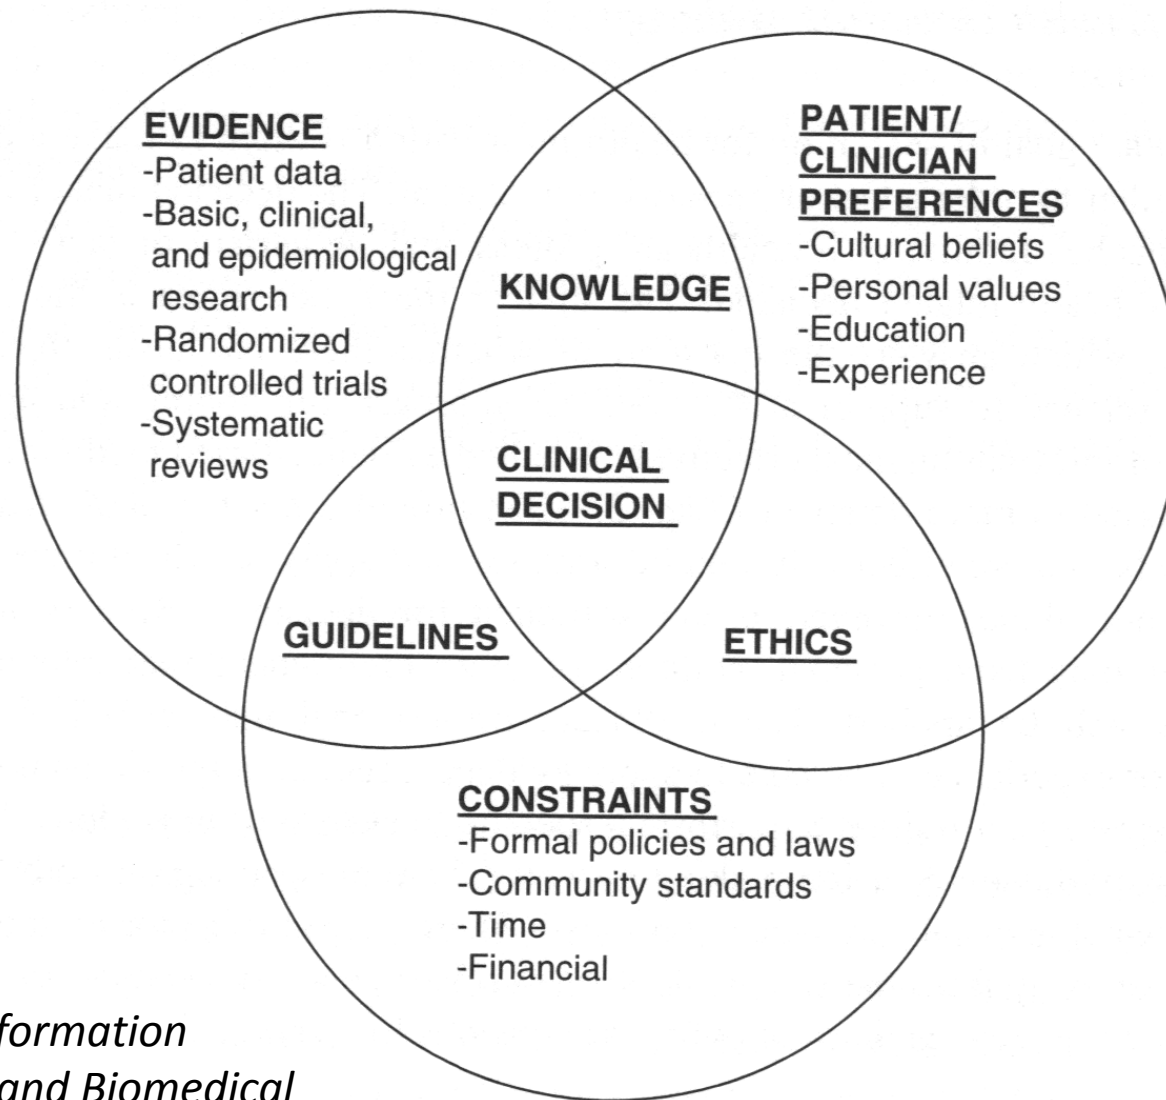 EVIDENCE
-Patient data
-Basic, clinical,
and epidemiological
research
-Randomized
controlled trials
-Systematic
reviews
PATIENT/
CLINICIAN
PREFERENCES
-Cultural beliefs
-Personal values
-Education
-Experience
KNOWLEDGE
CLINICAL
DECISION
GUIDELINES
ETHICS
CONSTRAINTS
-Formal policies and laws
-Community standards
-Time
-Financial
formation
and Biomedical